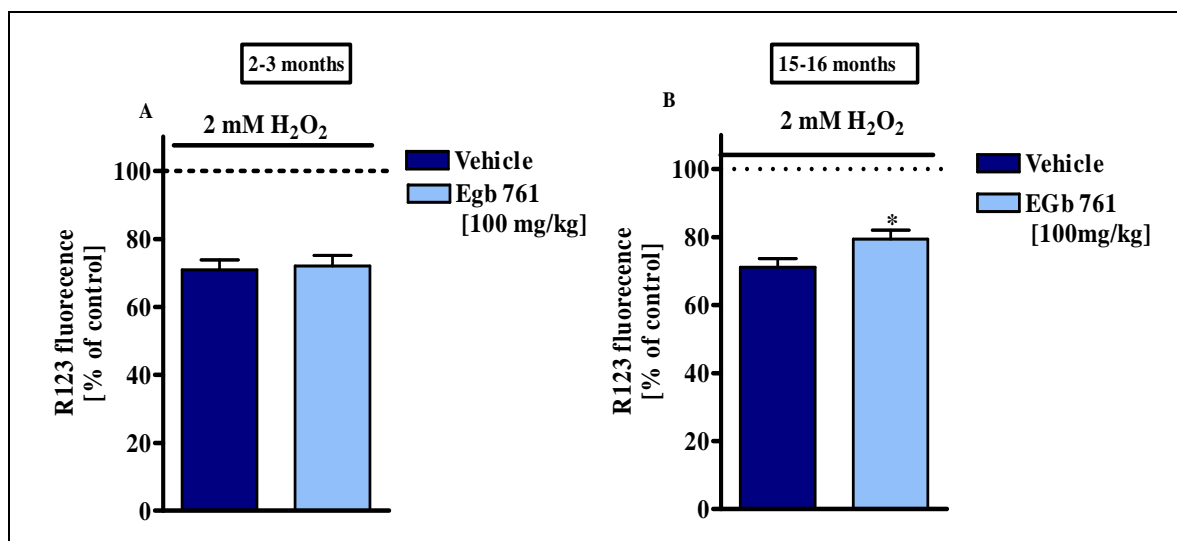 2-3 months
A
2 mM H₂O₂
Vehicle
Egb 761
[100 mg/kg]
R123 fluorecence
[% of control]
100
80
60
40
20
0
15-16 months
B
2 mM H₂O₂
Vehicle
EGb 761
[100mg/kg]
R123 fluorecence
[% of control]
100
80
60
40
20
0
*